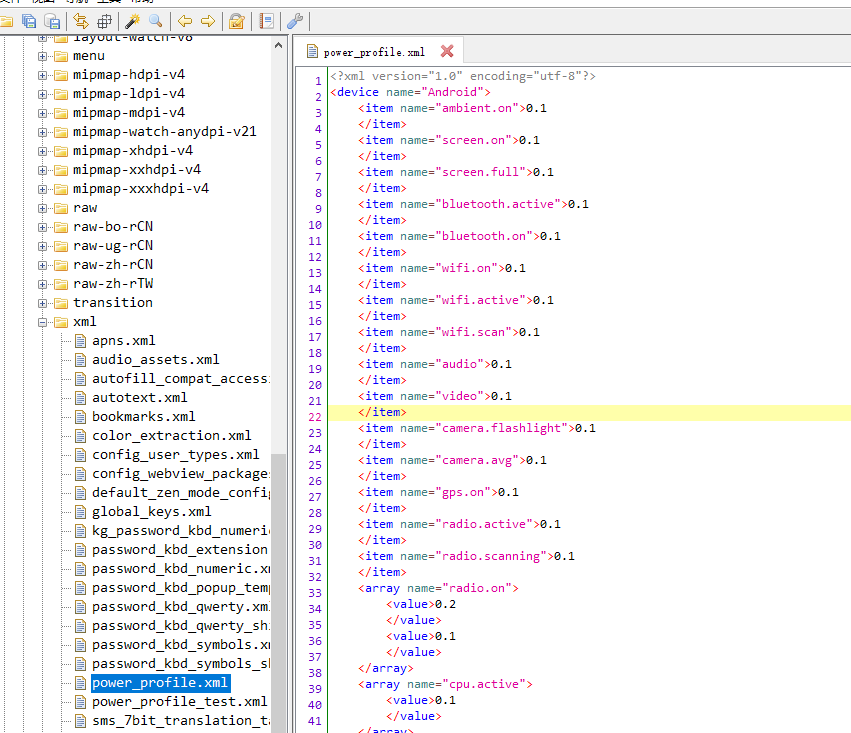 layout-watch-v8
menu
mipmap-hdpi-v4
mipmap-ldpi-v4
mipmap-mdpi-v4
mipmap-watch-anydpi-v21
mipmap-xhdpi-v4
mipmap-xxhdpi-v4
mipmap-xxxhdpi-v4
raw
raw-bo-rCN
raw-ug-rCN
raw-zh-rCN
raw-zh-rTW
transition
xml
apns.xml
audio_assets.xml
autofill_compat_access
autotext.xml
bookmarks.xml
color_extraction.xml
config_user_types.xml
config_webview_package
default_zen_mode_confi
global_keys.xml
kg_password_kbd_numeri
password_kbd_extension
password_kbd_numeric.x
password_kbd_popup_tem
password_kbd_qwerty.xm
password_kbd_qwerty_sh
password_kbd_symbols.x
password_kbd_symbols_s
power_profile.xml
power_profile_test.xml
sms_7bit_translation_t
power_profile.xml
1 <?xml version="1.0" encoding="utf-8"?>
2 <device name="Android">
3 <item name="ambient.on">0.1
4 </item>
5 <item name="screen.on">0.1
6 </item>
7 <item name="screen.full">0.1
8 </item>
9 <item name="bluetooth.active">0.1
10 </item>
11 <item name="bluetooth.on">0.1
12 </item>
13 <item name="wifi.on">0.1
14 </item>
15 <item name="wifi.active">0.1
16 </item>
17 <item name="wifi.scan">0.1
18 </item>
19 <item name="audio">0.1
20 </item>
21 <item name="video">0.1
22 </item>
23 <item name="camera.flashlight">0.1
24 </item>
25 <item name="camera.avg">0.1
26 </item>
27 <item name="gps.on">0.1
28 </item>
29 <item name="radio.active">0.1
30 </item>
31 <item name="radio.scanning">0.1
32 </item>
33 <array name="radio.on">
34 <value>0.2
35 </value>
36 <value>0.1
37 </value>
38 </array>
39 <array name="cpu.active">
40 <value>0.1
41 </value>
</array>